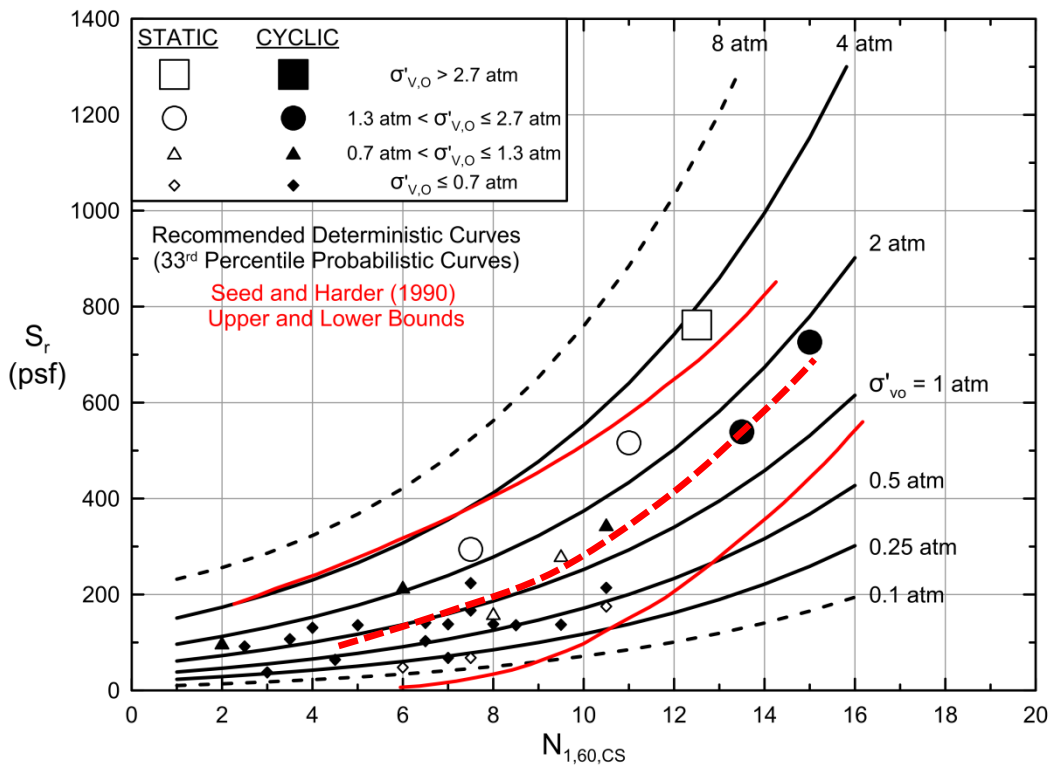 STATIC CYCLIC
σ'V,O > 2.7 atm
1.3 atm < σ'V,O ≤ 2.7 atm
0.7 atm < σ'V,O ≤ 1.3 atm
σ'V,O ≤ 0.7 atm
Recommended Deterministic Curves
(33rd Percentile Probabilistic Curves)
Seed and Harder (1990)
Upper and Lower Bounds
8 atm
4 atm
2 atm
σ'vo = 1 atm
0.5 atm
0.25 atm
0.1 atm
Sr
(psf)
1400
1200
1000
800
600
400
200
0
0 2 4 6 8 10 12 14 16 18 20
N1,60,CS